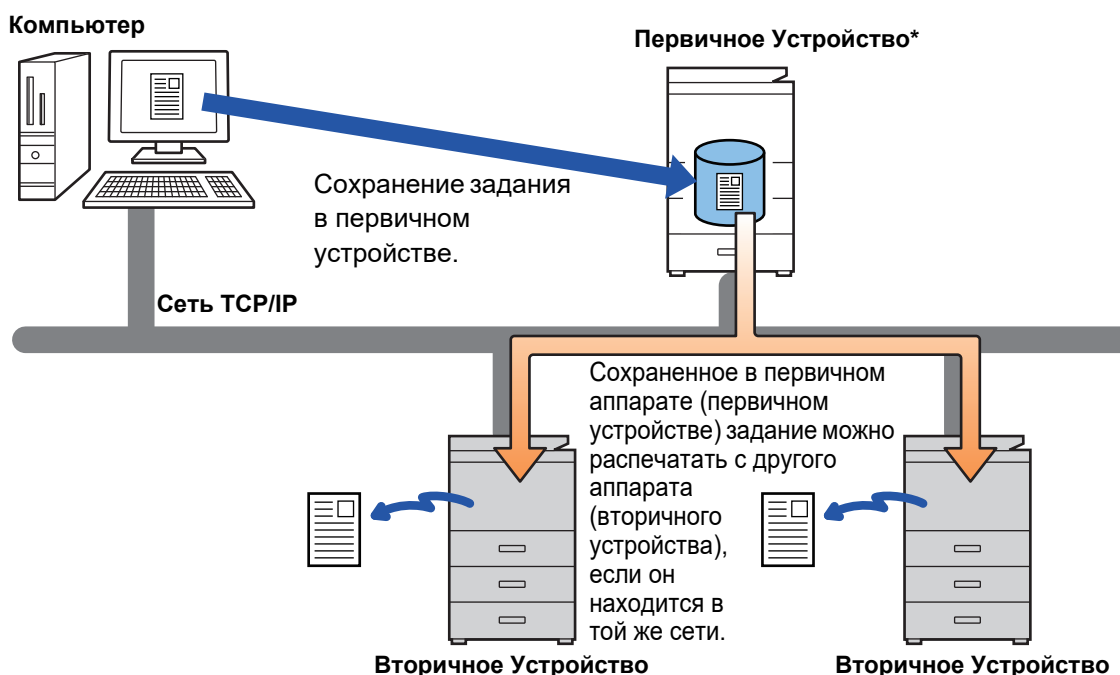 Компьютер
Первичное Устройство*
Сохранение задания
в первичном
устройстве.
Сеть TCP/IP
Сохраненное в первичном
аппарате (первичном
устройстве) задание можно
распечатать с другого
аппарата
(вторичного
устройства),
если он
находится в
той же сети.
Вторичное Устройство
Вторичное Устройство